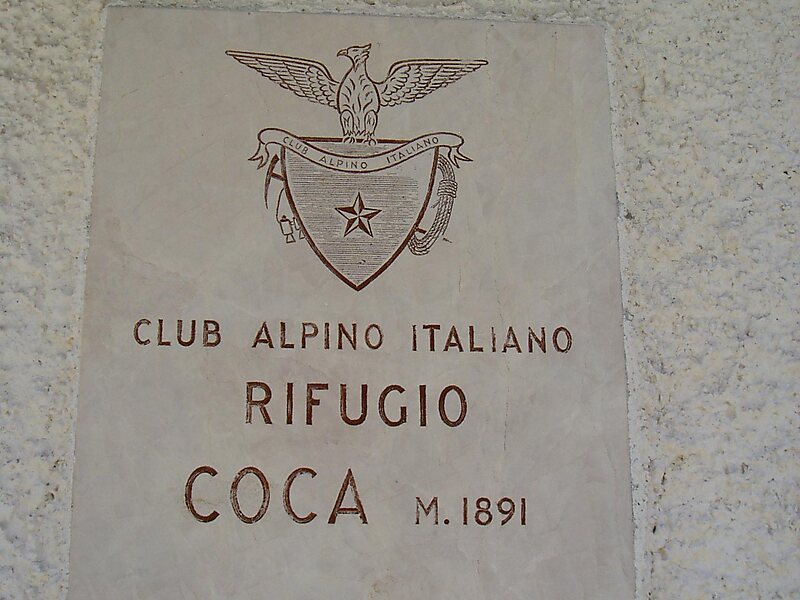 CLUB ALPINO ITALIANO
CLUB ALPINO ITALIANO
RIFUGIO
COCA M. 1891